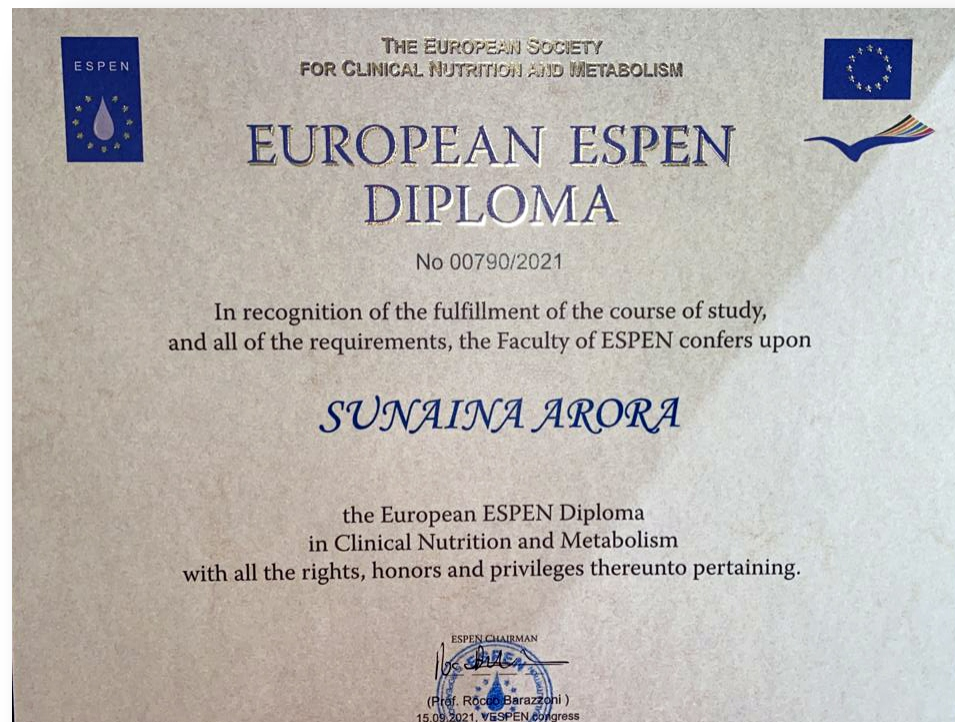 ESPEN
THE EUROPEAN SOCIETY
FOR CLINICAL NUTRITION AND METABOLISM
EUROPEAN ESPEN
DIPLOMA
No 00790/2021
In recognition of the fulfillment of the course of study,
and all of the requirements, the Faculty of ESPEN confers upon
SUNAINA ARORA
the European ESPEN Diploma
in Clinical Nutrition and Metabolism
with all the rights, honors and privileges thereunto pertaining.
ESPEN CHAIRMAN
ESPEN
(Prof. Rocco Barazzoni )
15.09.2021, VESPEN congress